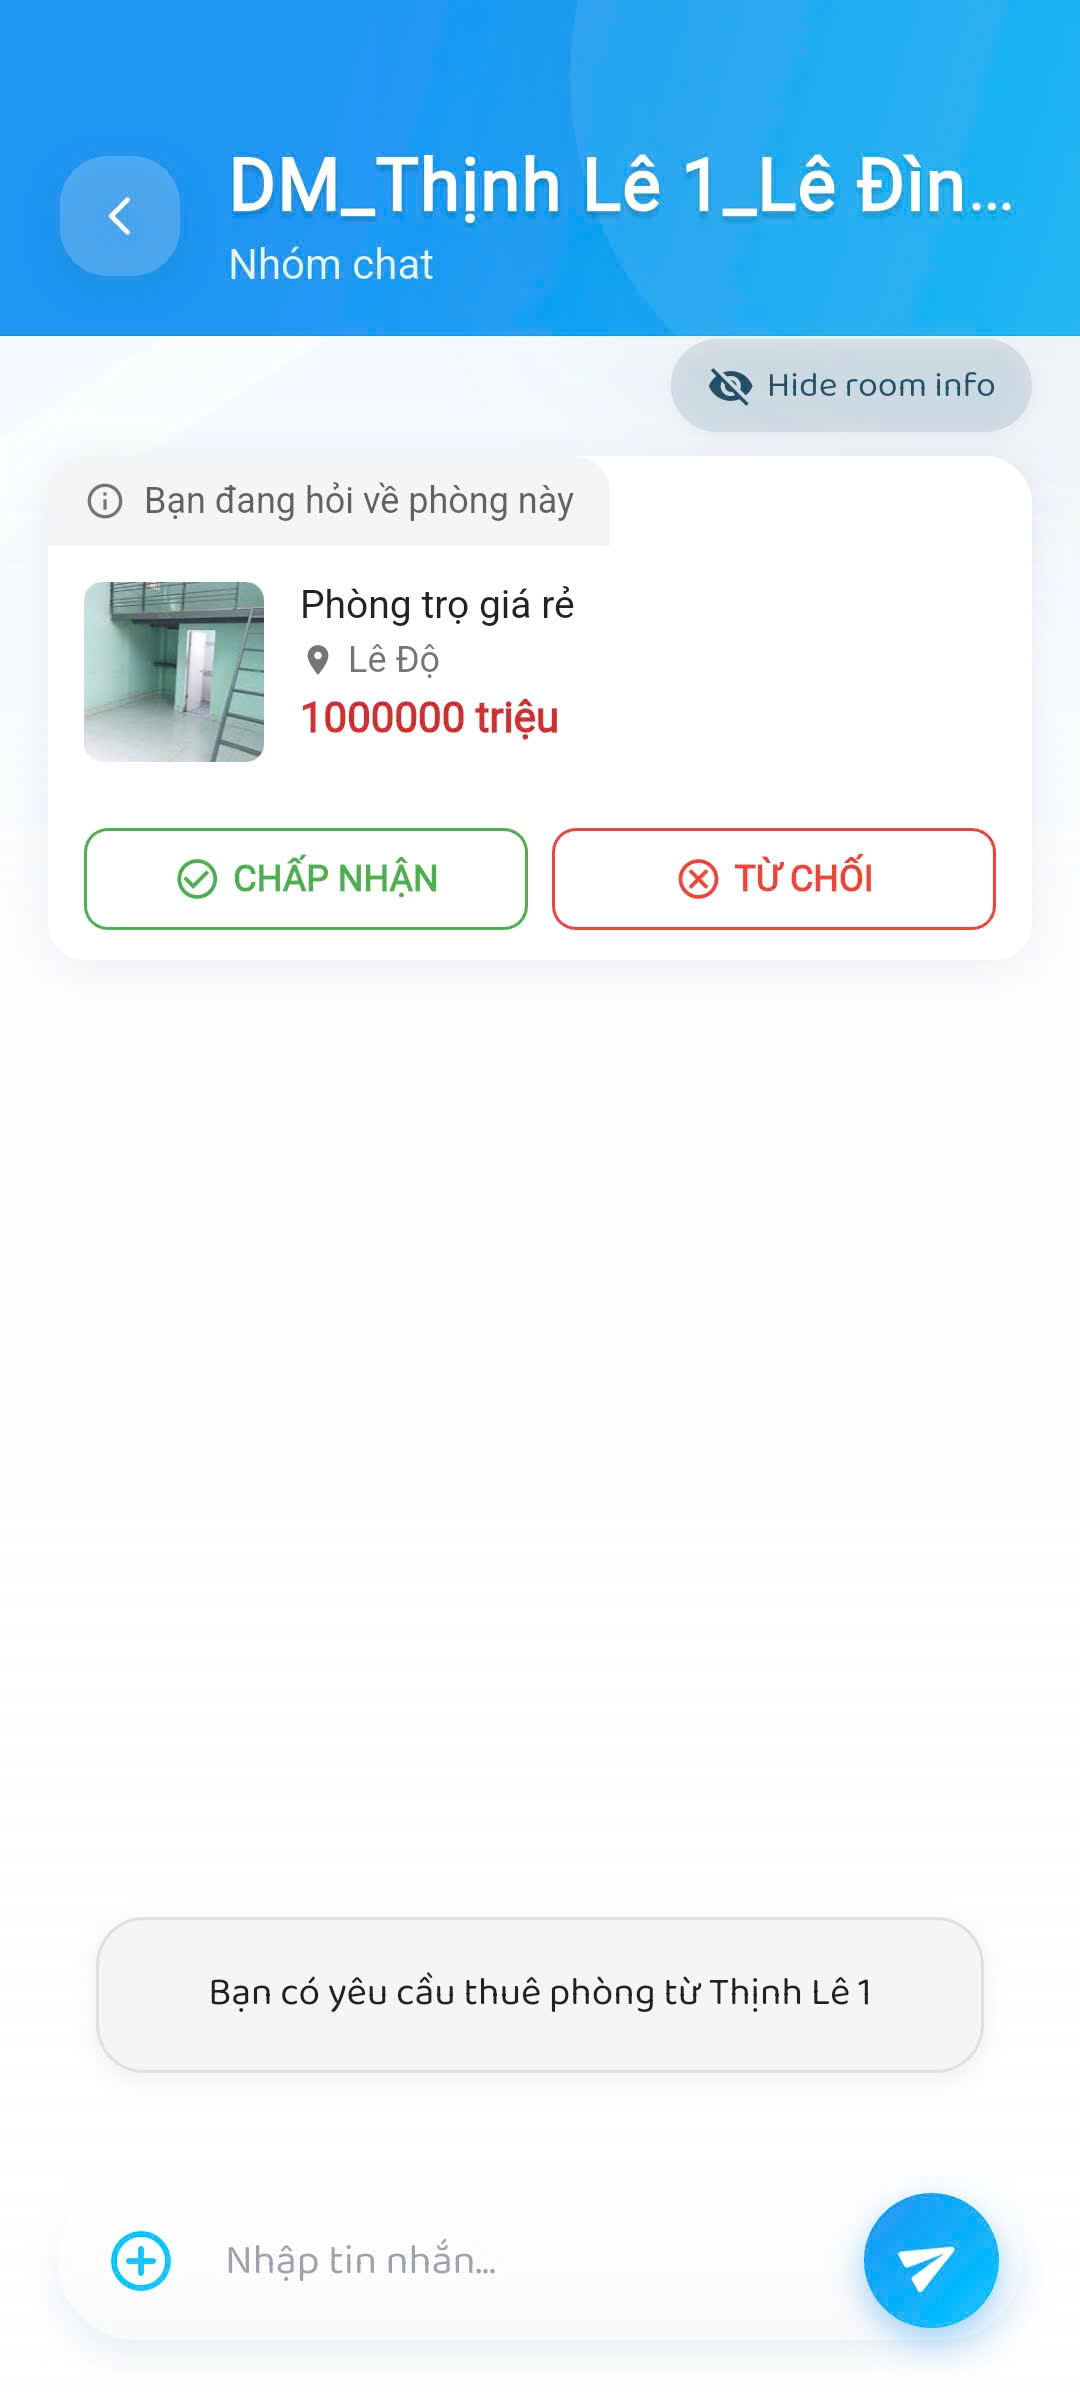 DM_Thịnh Lê 1_Lê Đìn...
Nhóm chat
Hide room info
Bạn đang hỏi về phòng này
Phòng trọ giá rẻ
Lê Độ
1000000 triệu
CHẤP NHẬN
TỪ CHỐI
Bạn có yêu cầu thuê phòng từ Thịnh Lê 1
Nhập tin nhắn...